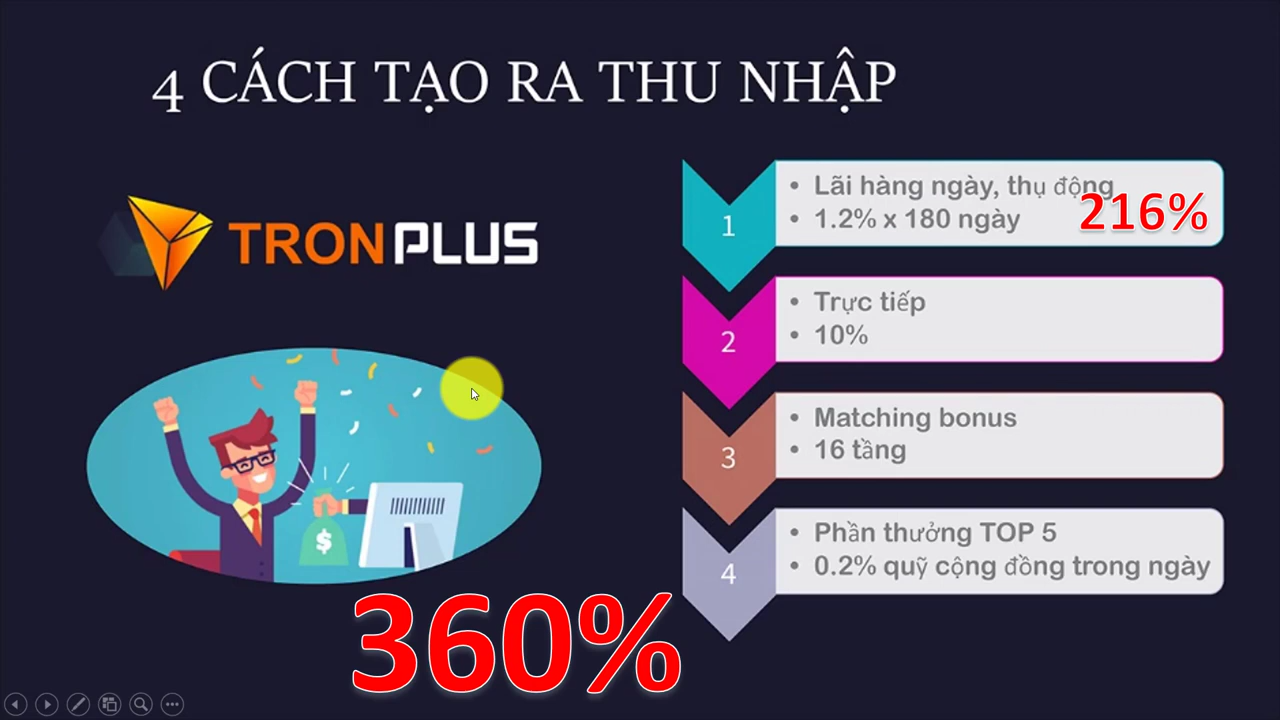 4 CÁCH TẠO RA THU NHẬP
TRONPLUS
1
Lãi hàng ngày, thụ động
1.2% x 180 ngày
216%
2
Trực tiếp
10%
3
Matching bonus
16 tầng
4
Phần thưởng TOP 5
0.2% quỹ cộng đồng trong ngày
$
360%